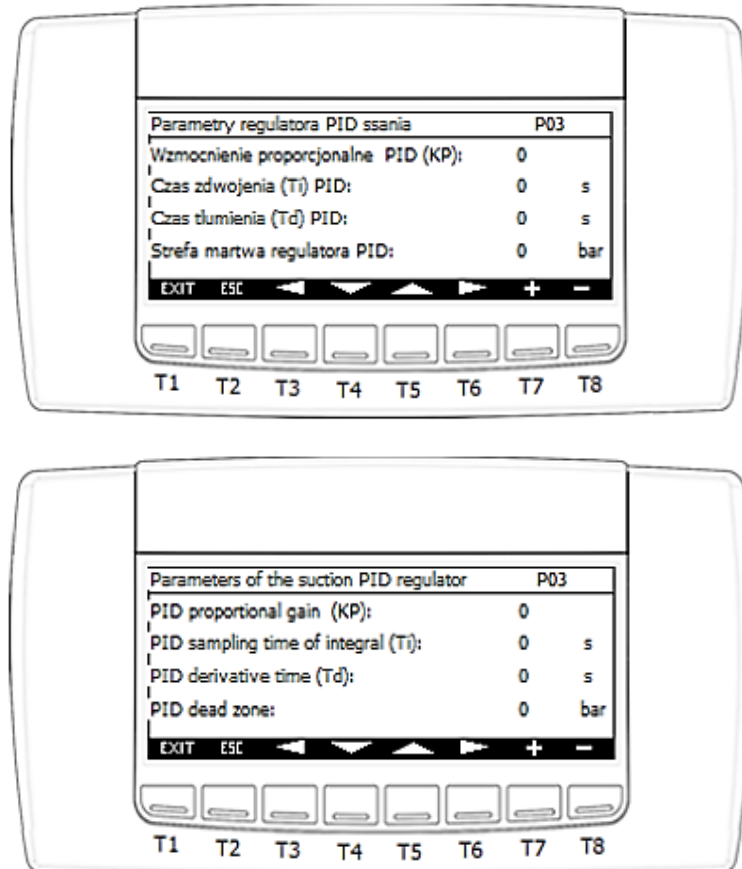 Parametry regulatora PID ssania P03
Wzmocnienie proporcjonalne PID (KP): 0
Czas zdwojenia (Ti) PID: 0 s
Czas tlumienia (Td) PID: 0 s
Strefa martwa regulatora PID: 0 bar
EXIT ESC + −
T1 T2 T3 T4 T5 T6 T7 T8
Parameters of the suction PID regulator P03
PID proportional gain (KP): 0
PID sampling time of integral (Ti): 0 s
PID derivative time (Td): 0 s
PID dead zone: 0 bar
EXIT ESC + −
T1 T2 T3 T4 T5 T6 T7 T8